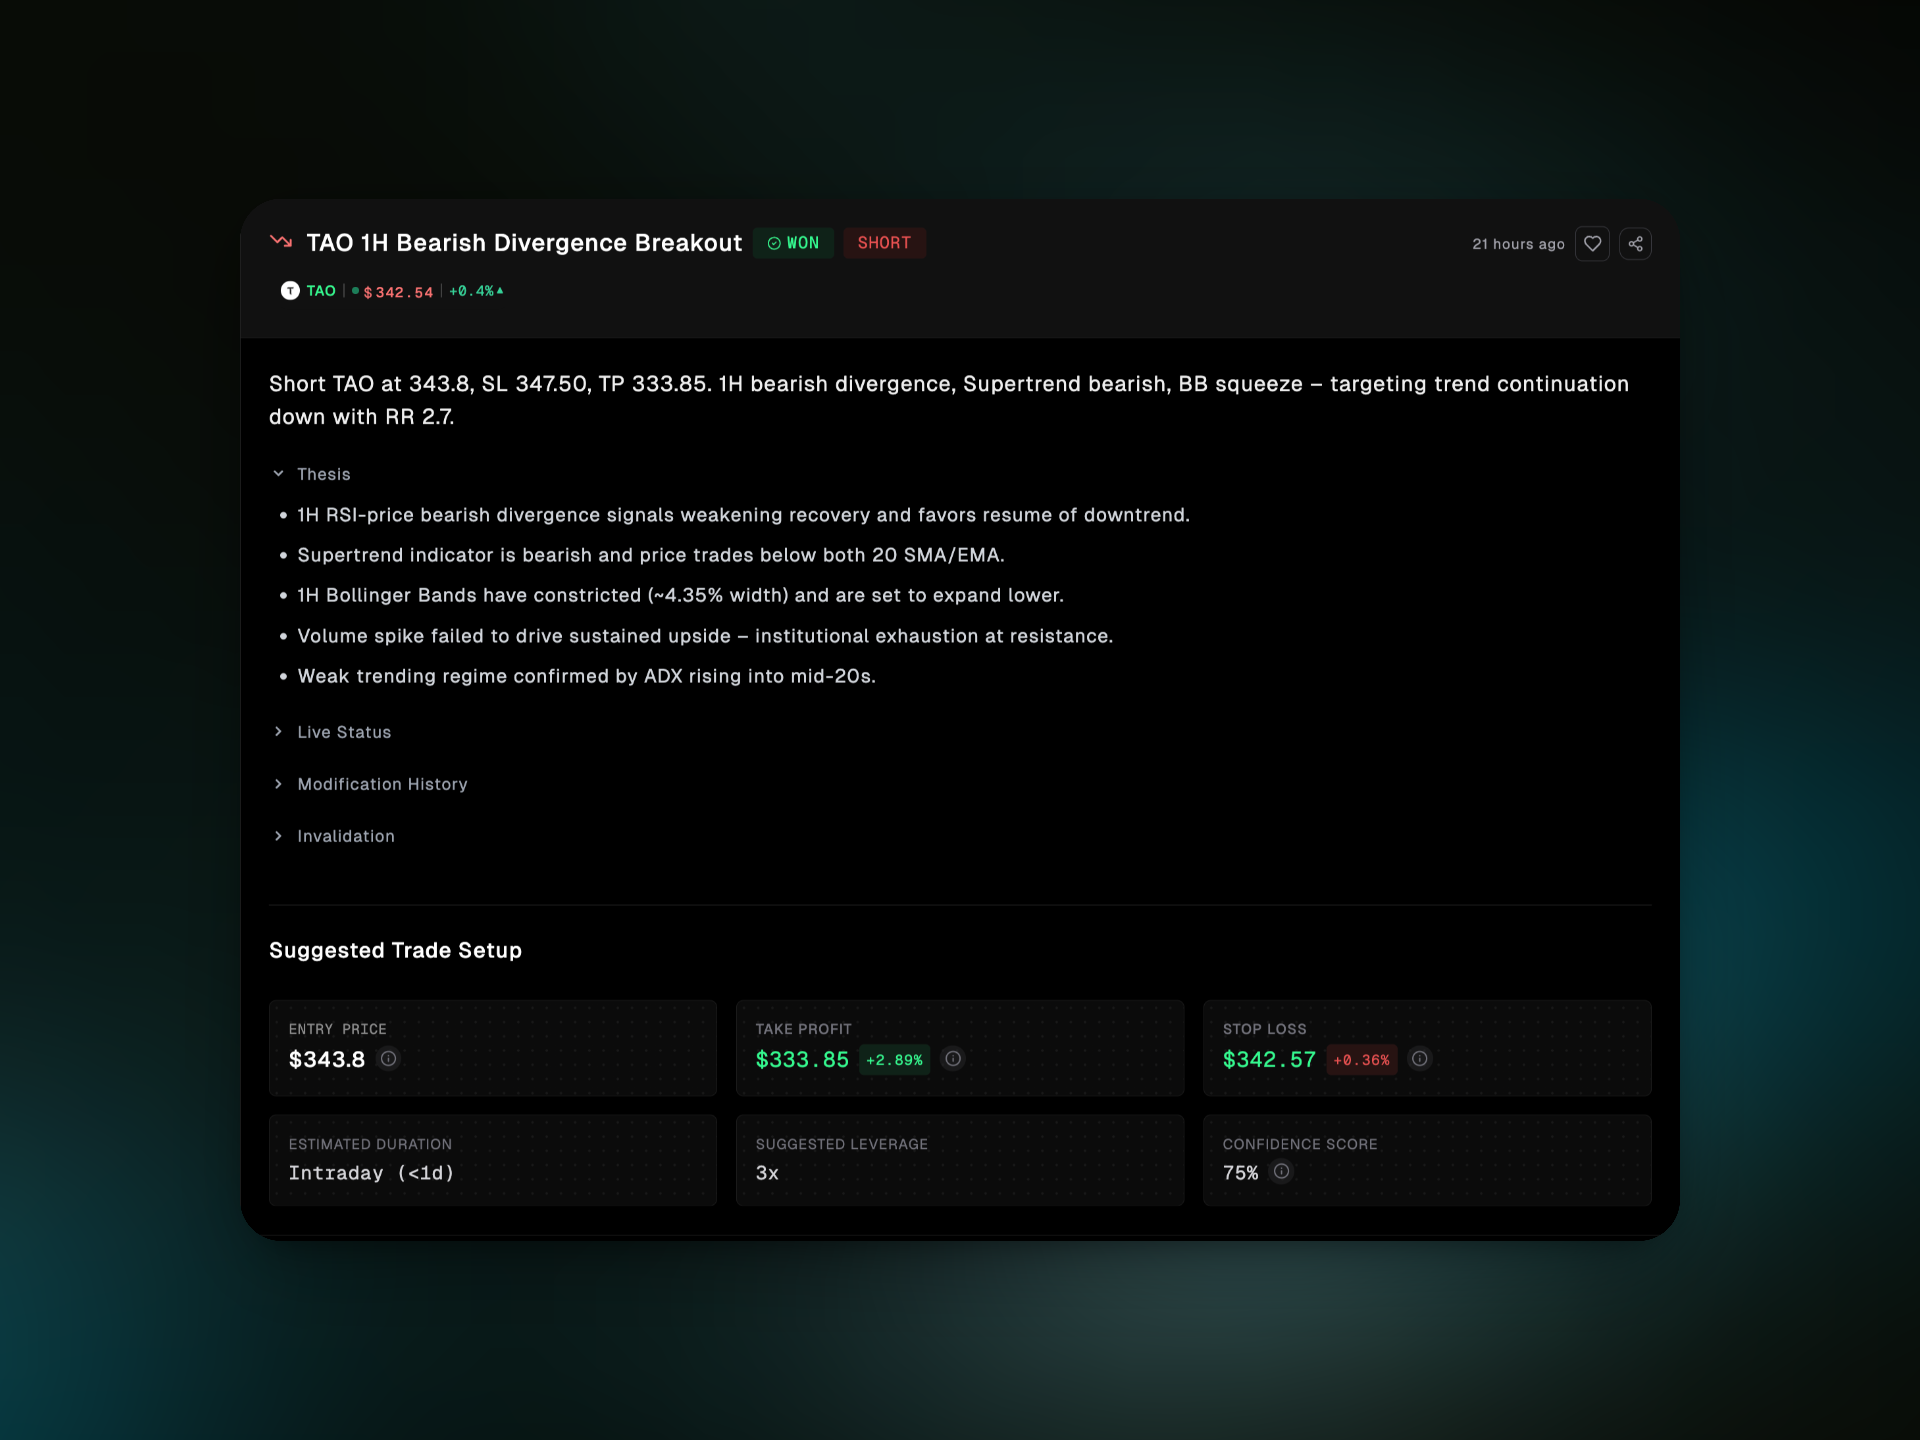 TAO 1H Bearish Divergence Breakout WON SHORT 21 hours ago
T TAO | $342.54 | +0.4%▲
Short TAO at 343.8, SL 347.50, TP 333.85. 1H bearish divergence, Supertrend bearish, BB squeeze – targeting trend continuation
down with RR 2.7.
Thesis
• 1H RSI-price bearish divergence signals weakening recovery and favors resume of downtrend.
• Supertrend indicator is bearish and price trades below both 20 SMA/EMA.
• 1H Bollinger Bands have constricted (~4.35% width) and are set to expand lower.
• Volume spike failed to drive sustained upside – institutional exhaustion at resistance.
• Weak trending regime confirmed by ADX rising into mid-20s.
Live Status
Modification History
Invalidation
Suggested Trade Setup
ENTRY PRICE
$343.8
TAKE PROFIT
$333.85 +2.89%
STOP LOSS
$342.57 +0.36%
ESTIMATED DURATION
Intraday (<1d)
SUGGESTED LEVERAGE
3x
CONFIDENCE SCORE
75%